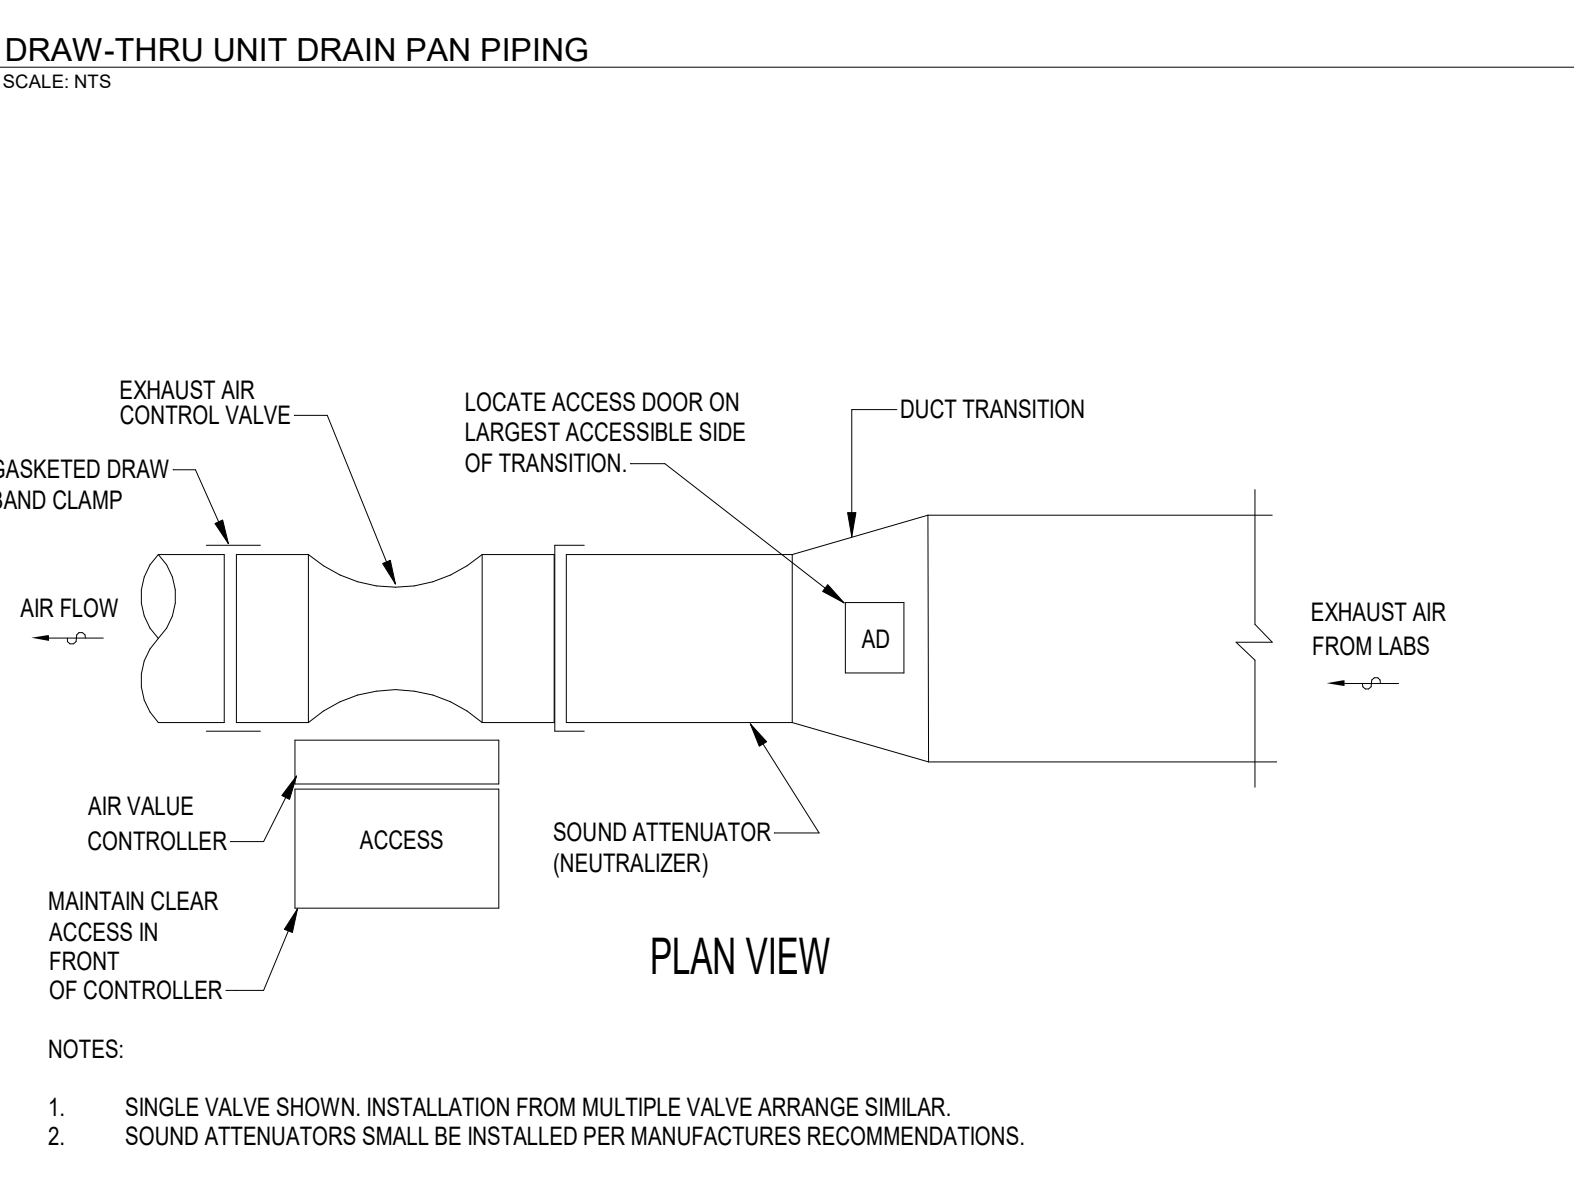 DRAW-THRU UNIT DRAIN PAN PIPING
SCALE: NTS
EXHAUST AIR
CONTROL VALVE
LOCATE ACCESS DOOR ON
LARGEST ACCESSIBLE SIDE
OF TRANSITION.
DUCT TRANSITION
GASKETED DRAW
BAND CLAMP
AIR FLOW
AD
EXHAUST AIR
FROM LABS
AIR VALUE
CONTROLLER
ACCESS
SOUND ATTENUATOR
(NEUTRALIZER)
MAINTAIN CLEAR
ACCESS IN
FRONT
OF CONTROLLER
PLAN VIEW
NOTES:
1. SINGLE VALVE SHOWN. INSTALLATION FROM MULTIPLE VALVE ARRANGE SIMILAR.
2. SOUND ATTENUATORS SMALL BE INSTALLED PER MANUFACTURES RECOMMENDATIONS.